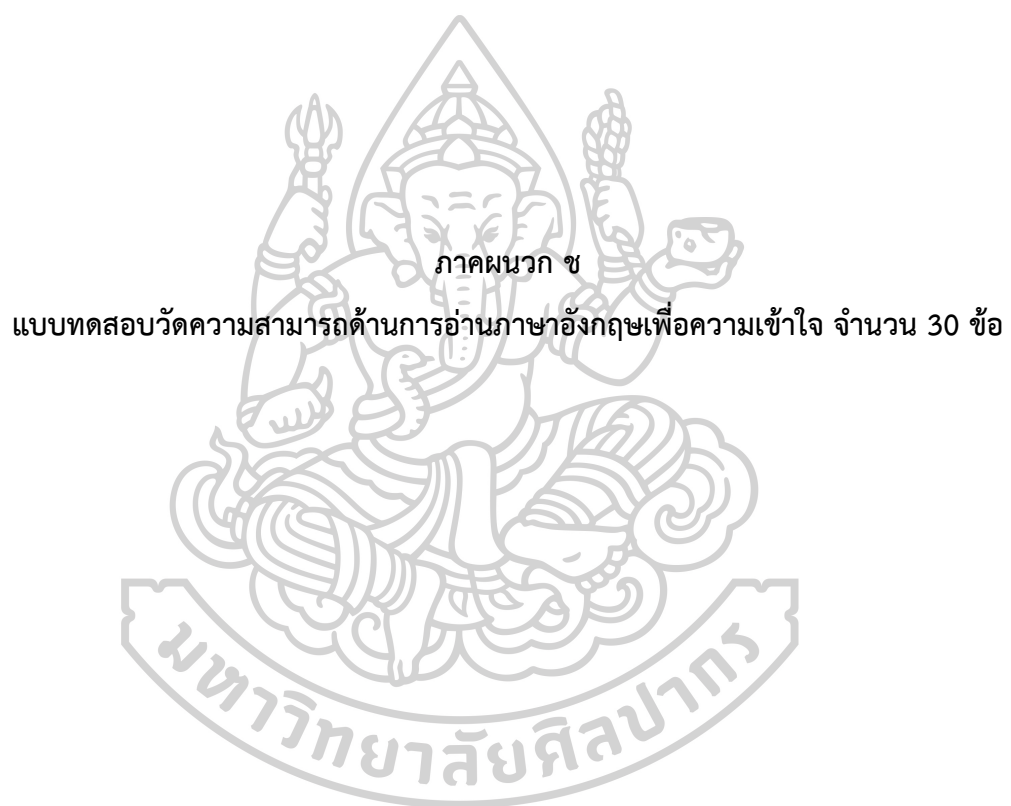 ภาคผนวก ช
แบบทดสอบวัดความสามารถด้านการอ่านภาษาอังกฤษเพื่อความเข้าใจ จำนวน 30 ข้อ
มหาวิทยาลัยศิลปากร